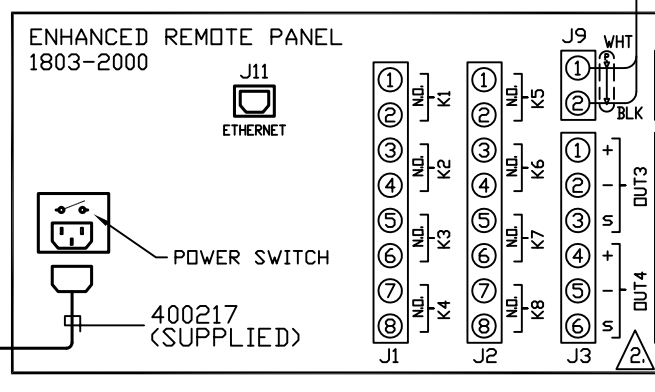 ENHANCED REMOTE PANEL
1803-2000
J11
ETHERNET
POWER SWITCH
400217
(SUPPLIED)
1
2
3
4
5
6
7
8
J1
N.O. K1
N.O. K2
N.O. K3
N.O. K4
1
2
3
4
5
6
7
8
J2
N.O. K5
N.O. K6
N.O. K7
N.O. K8
J9
WHT
1
P
2
BLK
1 +
2 -
3 S
OUT3
4 +
5 -
6 S
OUT4
J3
2.